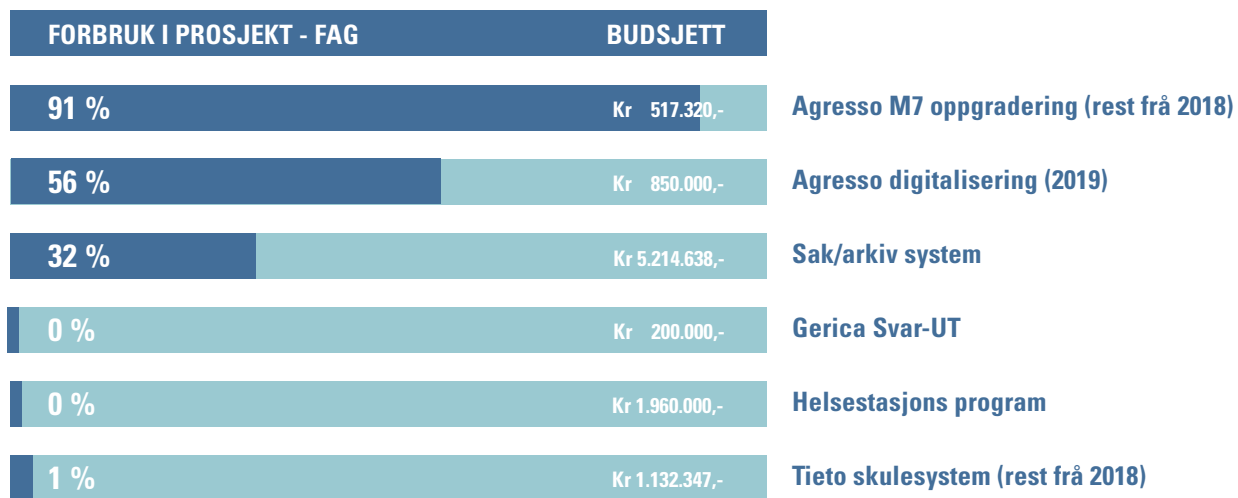 FORBRUK I PROSJEKT - FAG BUDSJETT
91 % Kr 517.320,- Agresso M7 oppgradering (rest frå 2018)
56 % Kr 850.000,- Agresso digitalisering (2019)
32 % Kr 5.214.638,- Sak/arkiv system
0 % Kr 200.000,- Gerica Svar-UT
0 % Kr 1.960.000,- Helsestasjons program
1 % Kr 1.132.347,- Tieto skulesystem (rest frå 2018)